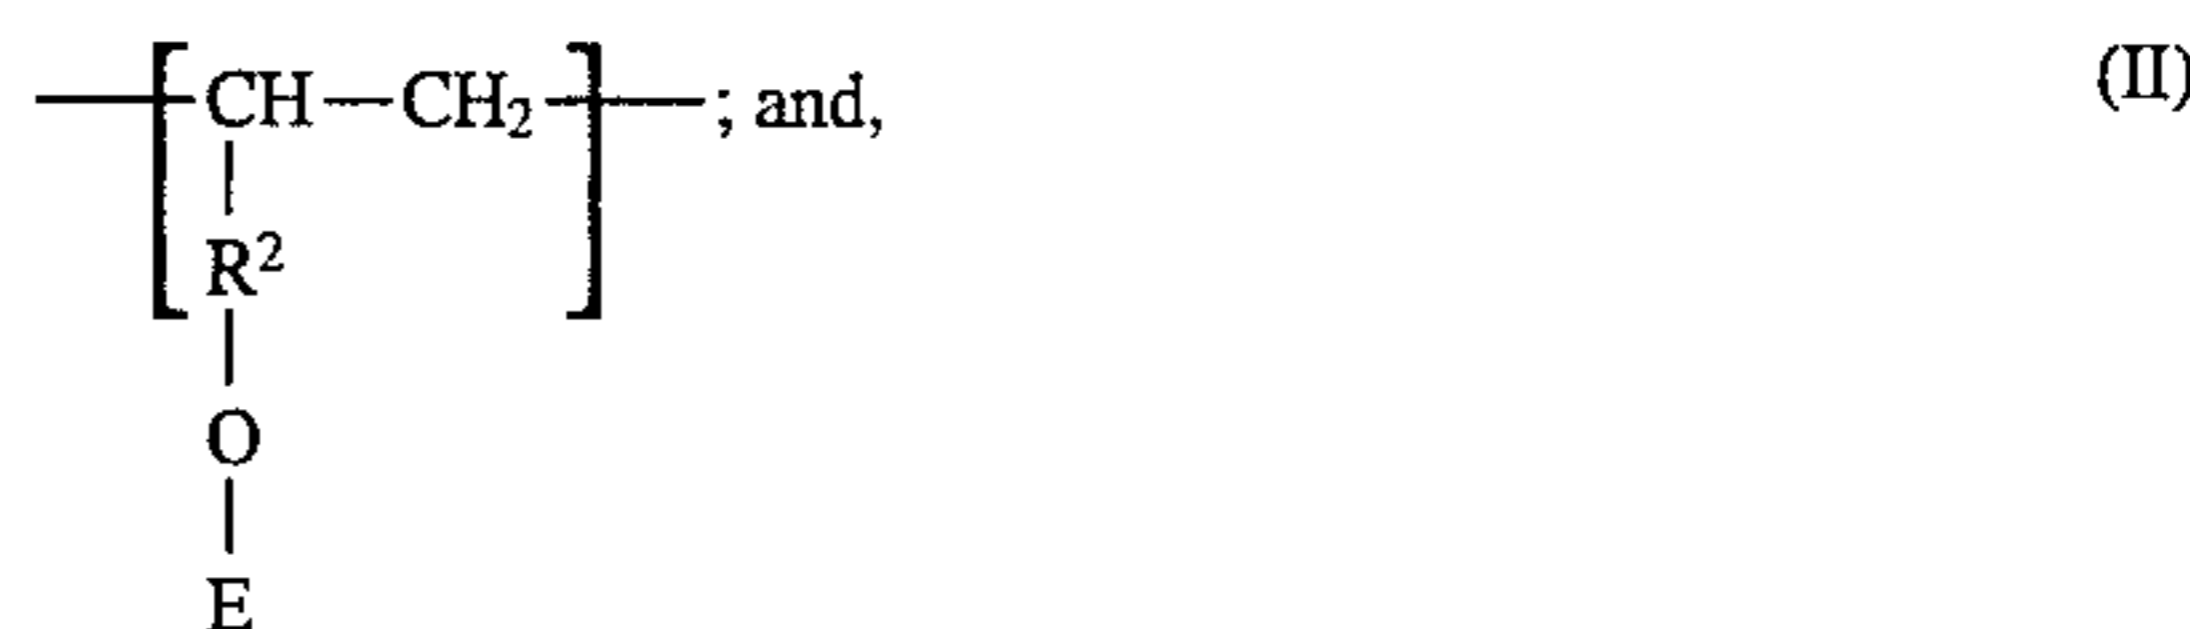 —[CH—CH₂]—; and, (II)
R²
O
E